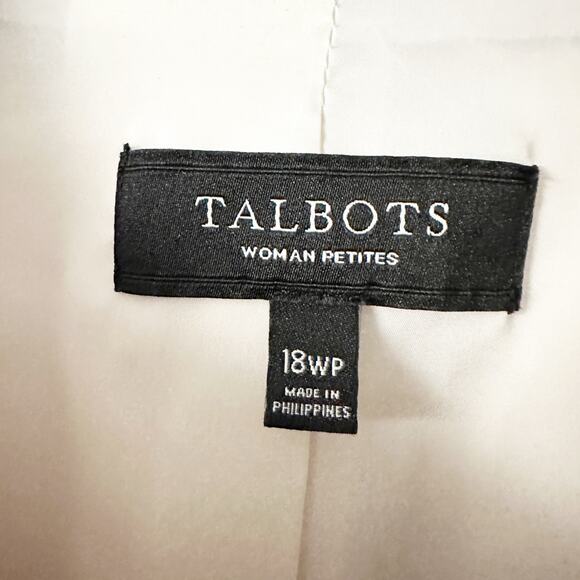 TALBOTS
WOMAN PETITES
18WP
MADE IN
PHILIPPINES